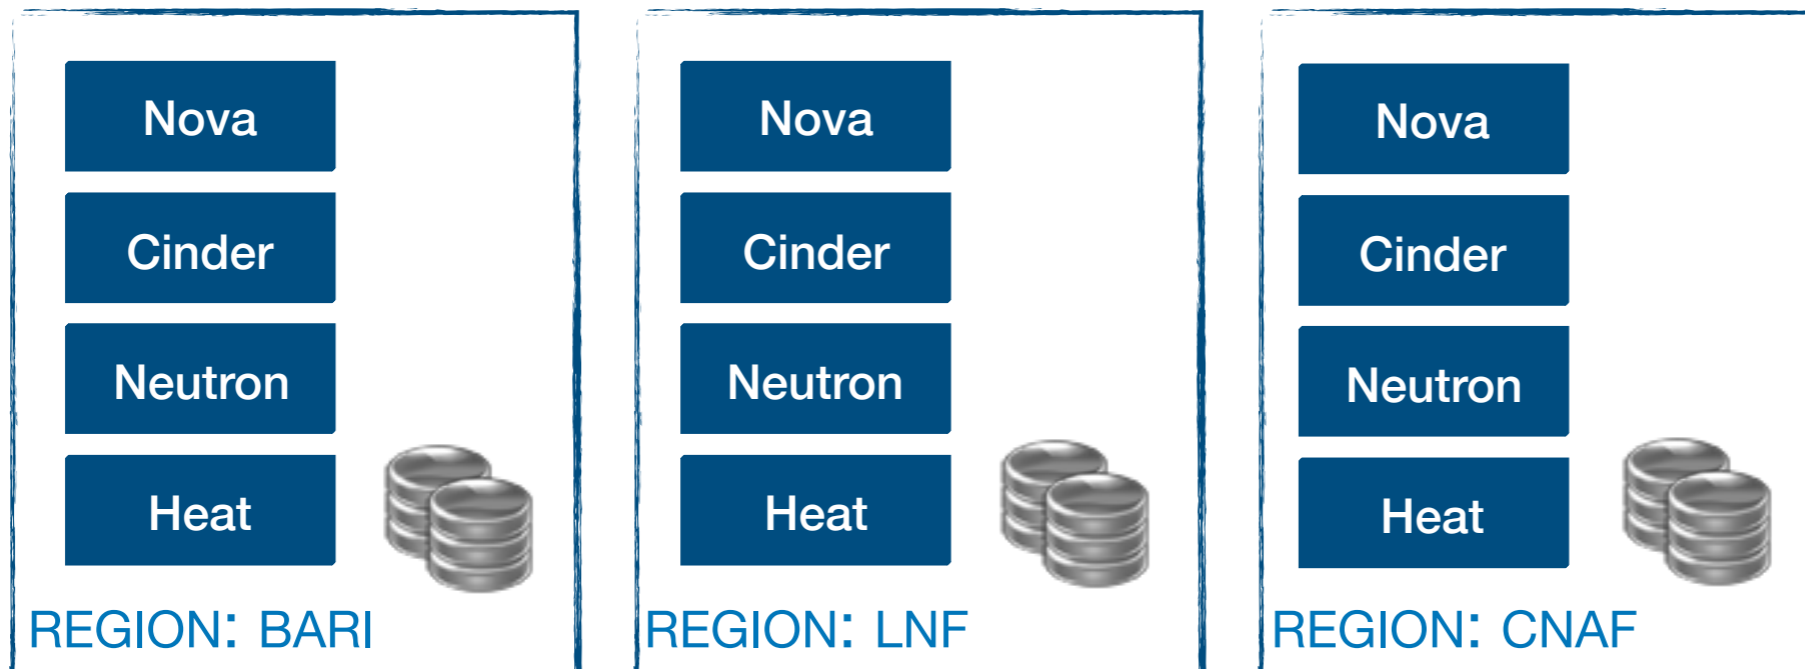 Nova
Cinder
Neutron
Heat
REGION: BARI
Nova
Cinder
Neutron
Heat
REGION: LNF
Nova
Cinder
Neutron
Heat
REGION: CNAF